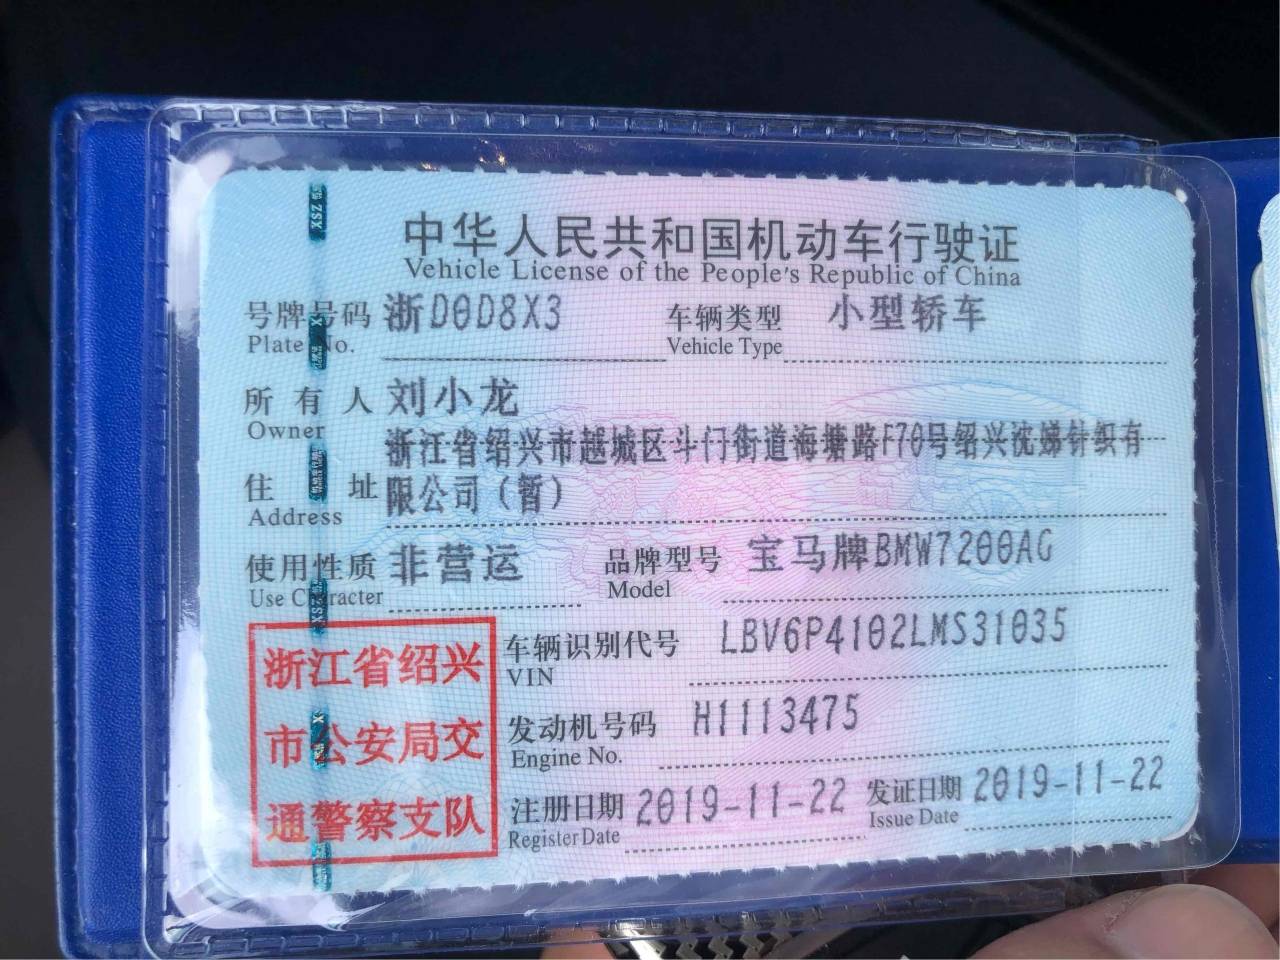 中华人民共和国机动车行驶证
Vehicle License of the People's Republic of China
号牌号码 浙D0D8X3 车辆类型 小型轿车
Plate No. Vehicle Type
所有人 刘小龙
Owner
浙江省绍兴市越城区斗门街道海塘路F70号绍兴沈娣针织有
住址 限公司（暂）
Address
使用性质 非营运 品牌型号 宝马牌BMW7200AG
Use Character Model
车辆识别代号 LBV6P4102LMS31035
VIN
发动机号码 H1113475
Engine No.
注册日期 2019-11-22 发证日期 2019-11-22
Register Date Issue Date
浙江省绍兴
市公安局交
通警察支队
XSZ